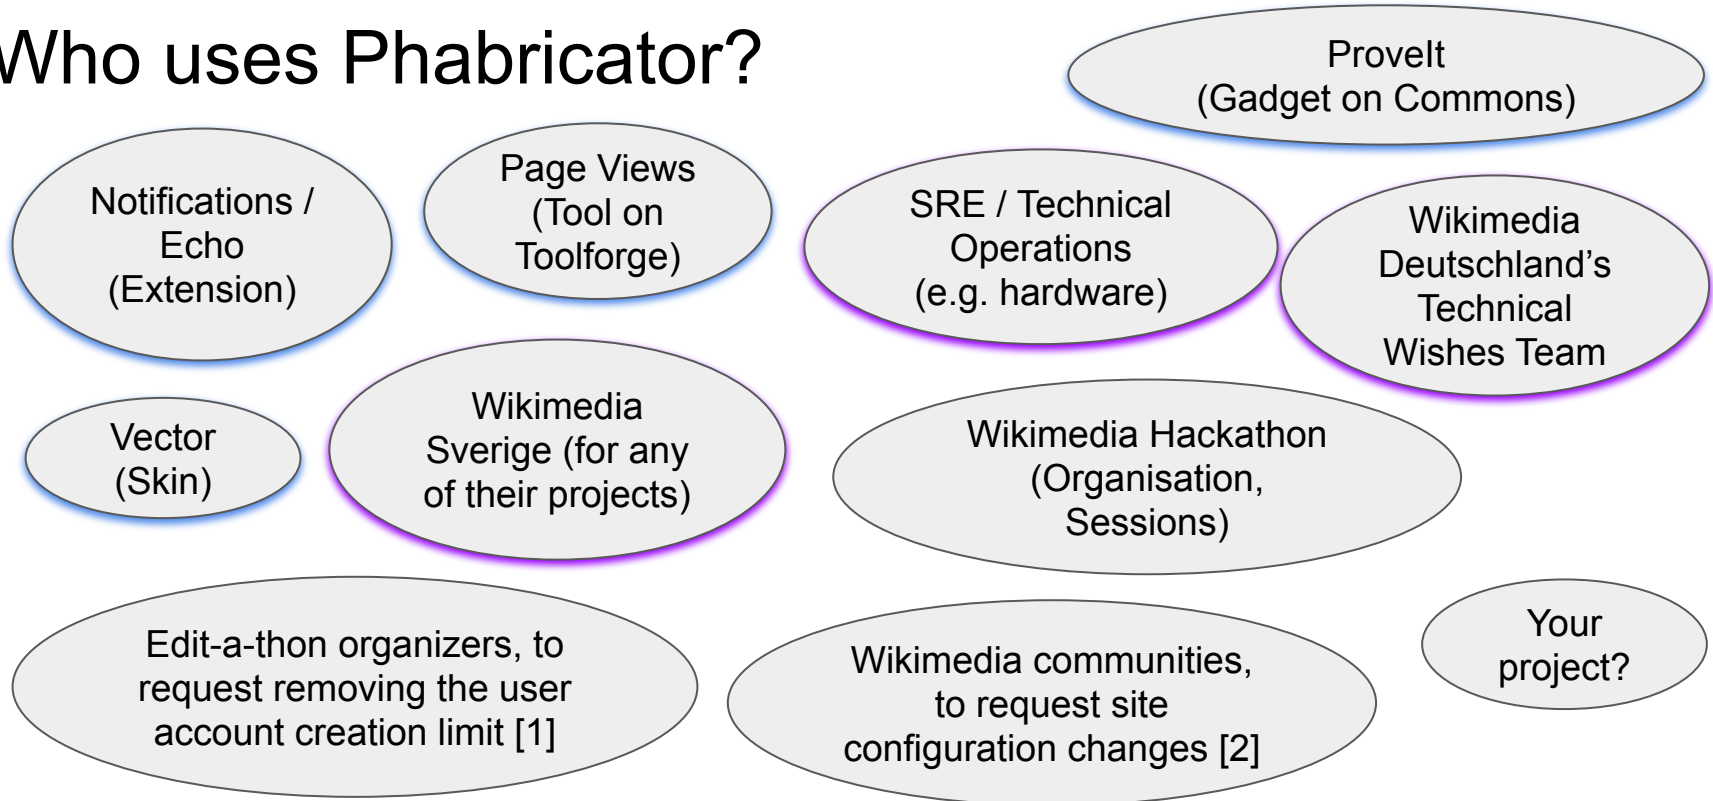 Who uses Phabricator?
ProveIt
(Gadget on Commons)
Notifications /
Echo
(Extension)
Page Views
(Tool on
Toolforge)
SRE / Technical
Operations
(e.g. hardware)
Wikimedia
Deutschland’s
Technical
Wishes Team
Vector
(Skin)
Wikimedia
Sverige (for any
of their projects)
Wikimedia Hackathon
(Organisation,
Sessions)
Edit-a-thon organizers, to
request removing the user
account creation limit [1]
Wikimedia communities,
to request site
configuration changes [2]
Your
project?